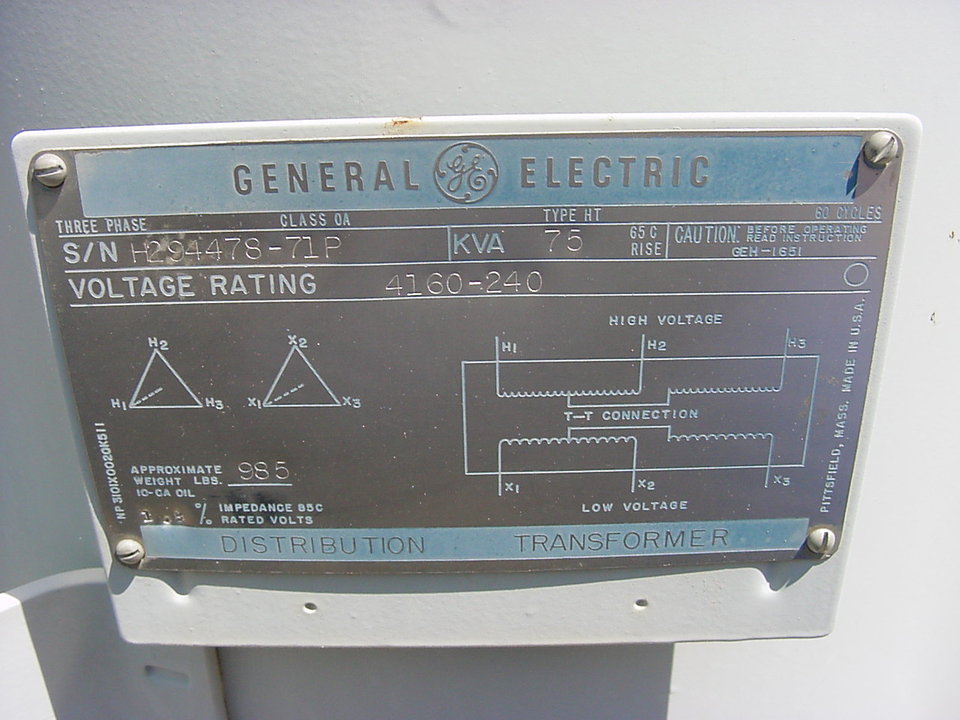 GENERAL GE ELECTRIC
THREE PHASE CLASS OA TYPE HT 60 CYCLES
S/N H294478-71P KVA 75 65 C RISE CAUTION: BEFORE OPERATING READ INSTRUCTION GEH-1651
VOLTAGE RATING 4160-240
HIGH VOLTAGE
H2 X2 H1 H2 H3
H1 H3 X1 X3
T-T CONNECTION
X1 X2 X3
LOW VOLTAGE
APPROXIMATE
WEIGHT LBS. 985
10-CA OIL
% IMPEDANCE 85C
RATED VOLTS
NP 3101X0020K511
PITTSFIELD, MASS. MADE IN U.S.A.
DISTRIBUTION TRANSFORMER